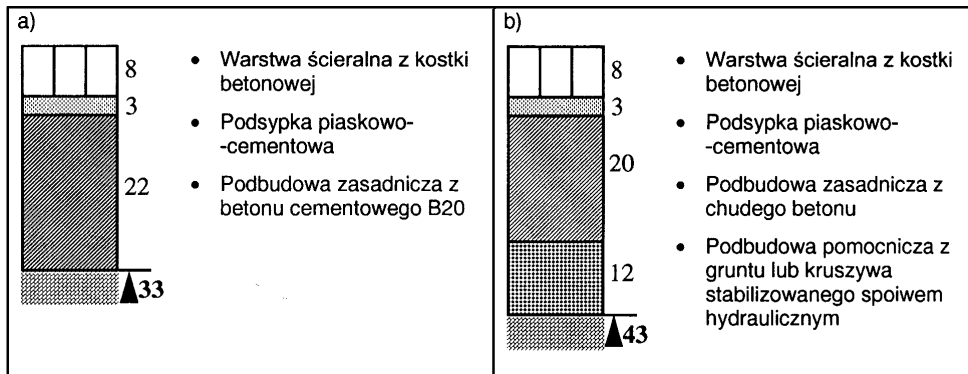 a)
8
3
22
33
• Warstwa ścieralna z kostki
betonowej
• Podsypka piaskowo-
-cementowa
• Podbudowa zasadnicza z
betonu cementowego B20
b)
8
3
20
12
43
• Warstwa ścieralna z kostki
betonowej
• Podsypka piaskowo-
-cementowa
• Podbudowa zasadnicza z
chudego betonu
• Podbudowa pomocnicza z
gruntu lub kruszywa
stabilizowanego spoiwem
hydraulicznym